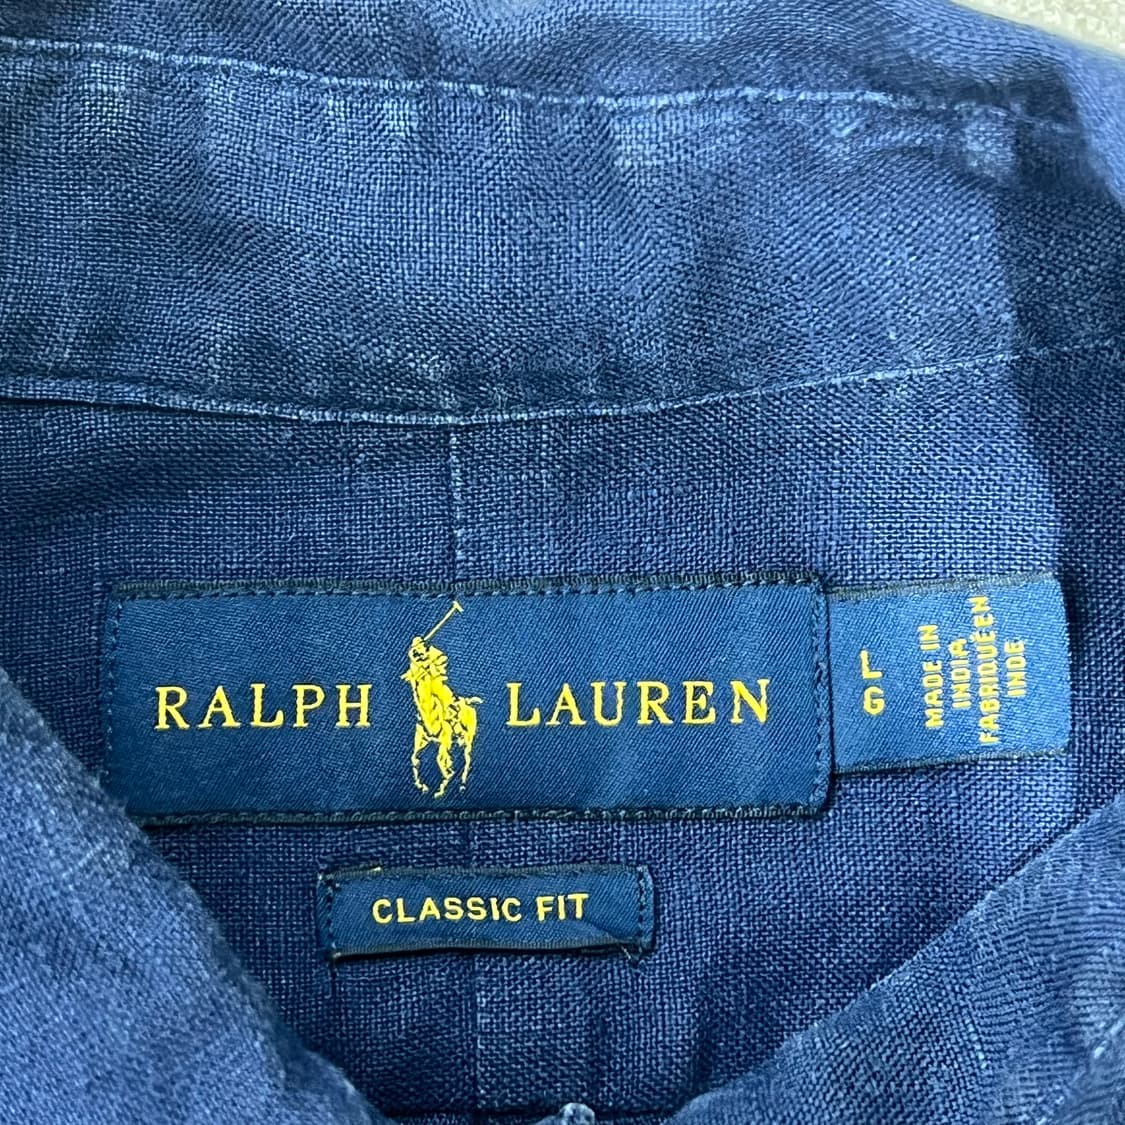 RALPH LAUREN
L
G
MADE IN
INDIA
FABRIQUÉ EN
INDE
CLASSIC FIT